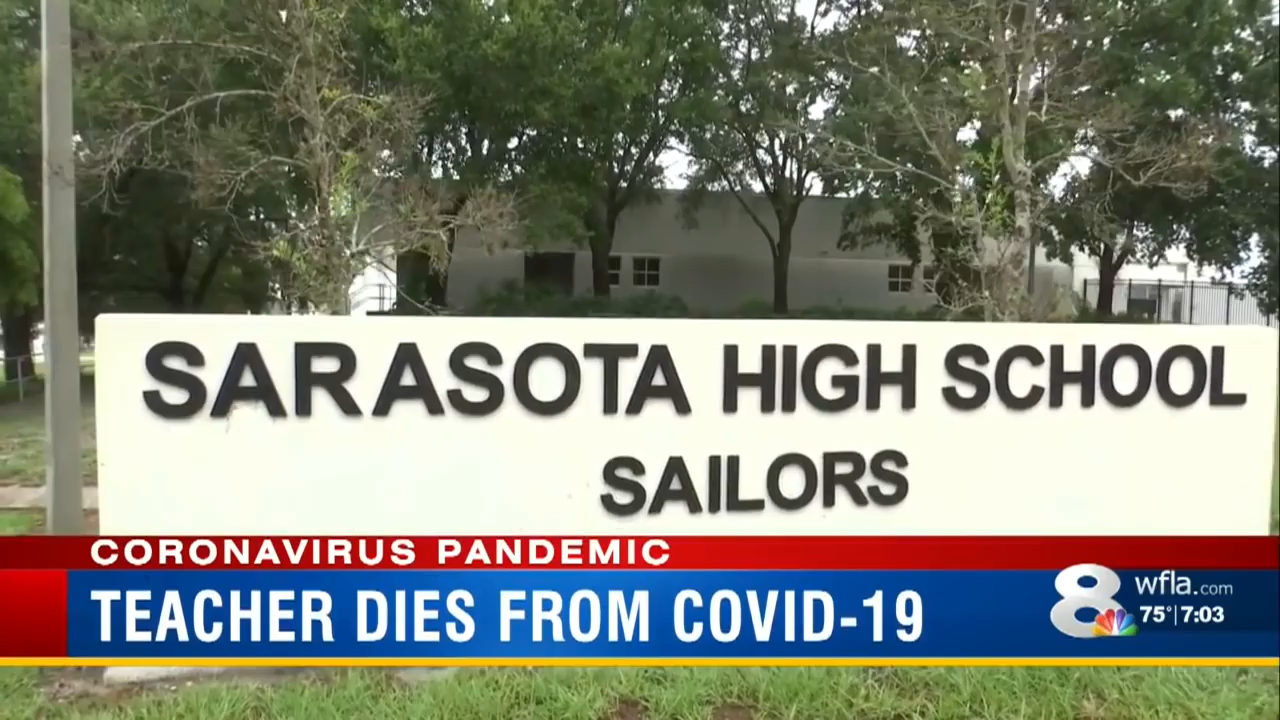 SARASOTA HIGH SCHOOL
SAILORS
CORONAVIRUS PANDEMIC
TEACHER DIES FROM COVID-19
8 wfla.com
75° 7:03